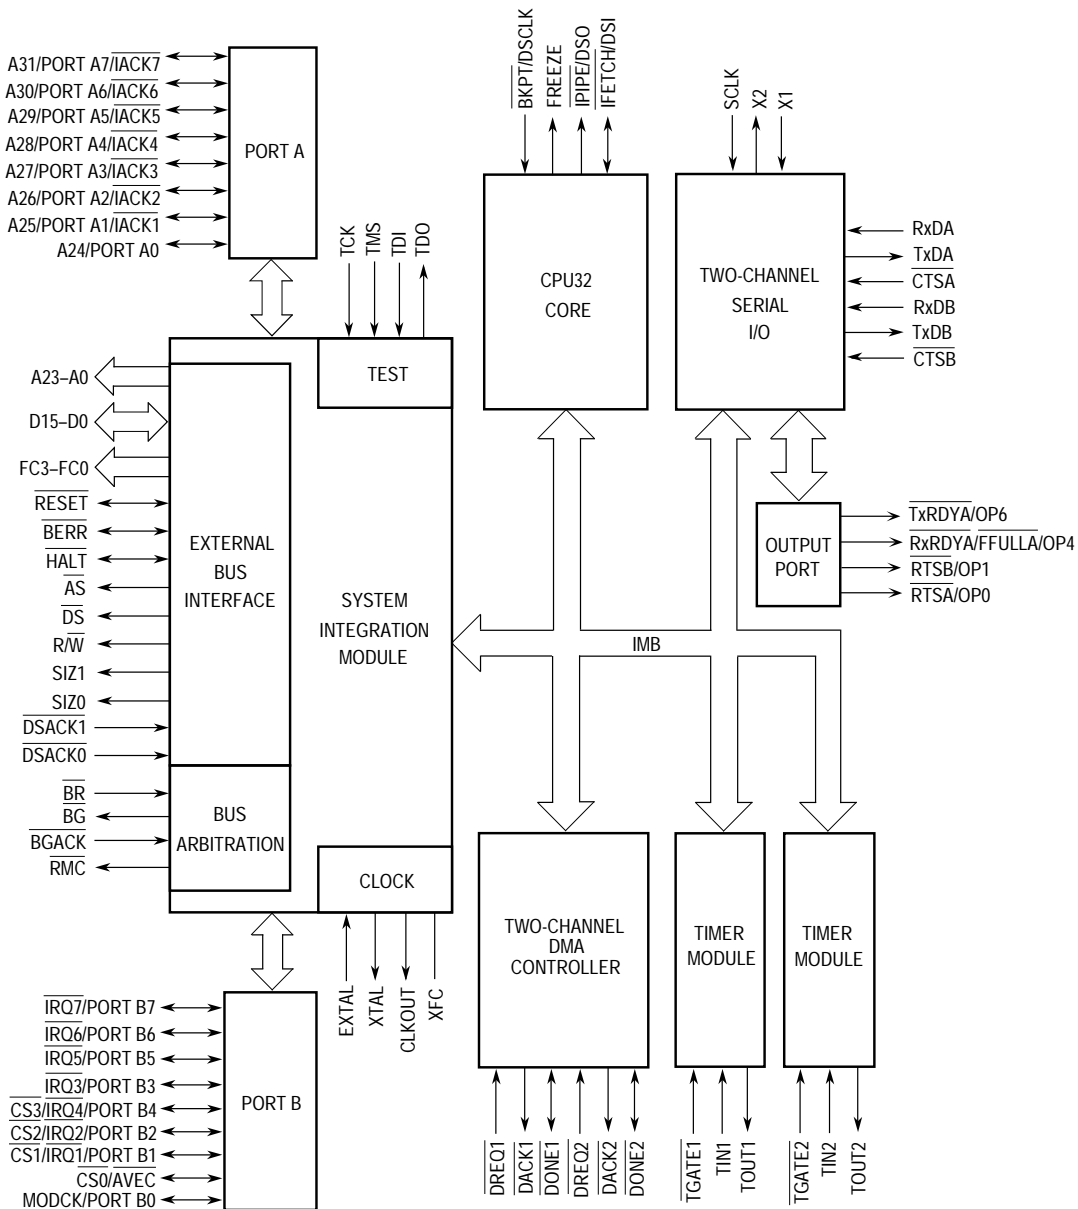 A31/PORT A7/IACK7
A30/PORT A6/IACK6
A29/PORT A5/IACK5
A28/PORT A4/IACK4
A27/PORT A3/IACK3
A26/PORT A2/IACK2
A25/PORT A1/IACK1
A24/PORT A0
PORT A
BKPT/DSCLK
FREEZE
IPIPE/DSO
IFETCH/DSI
SCLK
X2
X1
TCK
TMS
TDI
TDO
CPU32
CORE
TWO-CHANNEL
SERIAL
I/O
RxDA
TxDA
CTSA
RxDB
TxDB
CTSB
TEST
A23–A0
D15–D0
FC3–FC0
RESET
BERR
HALT
AS
DS
R/W
SIZ1
SIZ0
DSACK1
DSACK0
BR
BG
BGACK
RMC
EXTERNAL
BUS
INTERFACE
SYSTEM
INTEGRATION
MODULE
BUS
ARBITRATION
CLOCK
OUTPUT
PORT
TxRDYA/OP6
RxRDYA/FFULLA/OP4
RTSB/OP1
RTSA/OP0
IMB
TWO-CHANNEL
DMA
CONTROLLER
TIMER
MODULE
TIMER
MODULE
EXTAL
XTAL
CLKOUT
XFC
IRQ7/PORT B7
IRQ6/PORT B6
IRQ5/PORT B5
IRQ3/PORT B3
CS3/IRQ4/PORT B4
CS2/IRQ2/PORT B2
CS1/IRQ1/PORT B1
CS0/AVEC
MODCK/PORT B0
PORT B
DREQ1
DACK1
DONE1
DREQ2
DACK2
DONE2
TGATE1
TIN1
TOUT1
TGATE2
TIN2
TOUT2